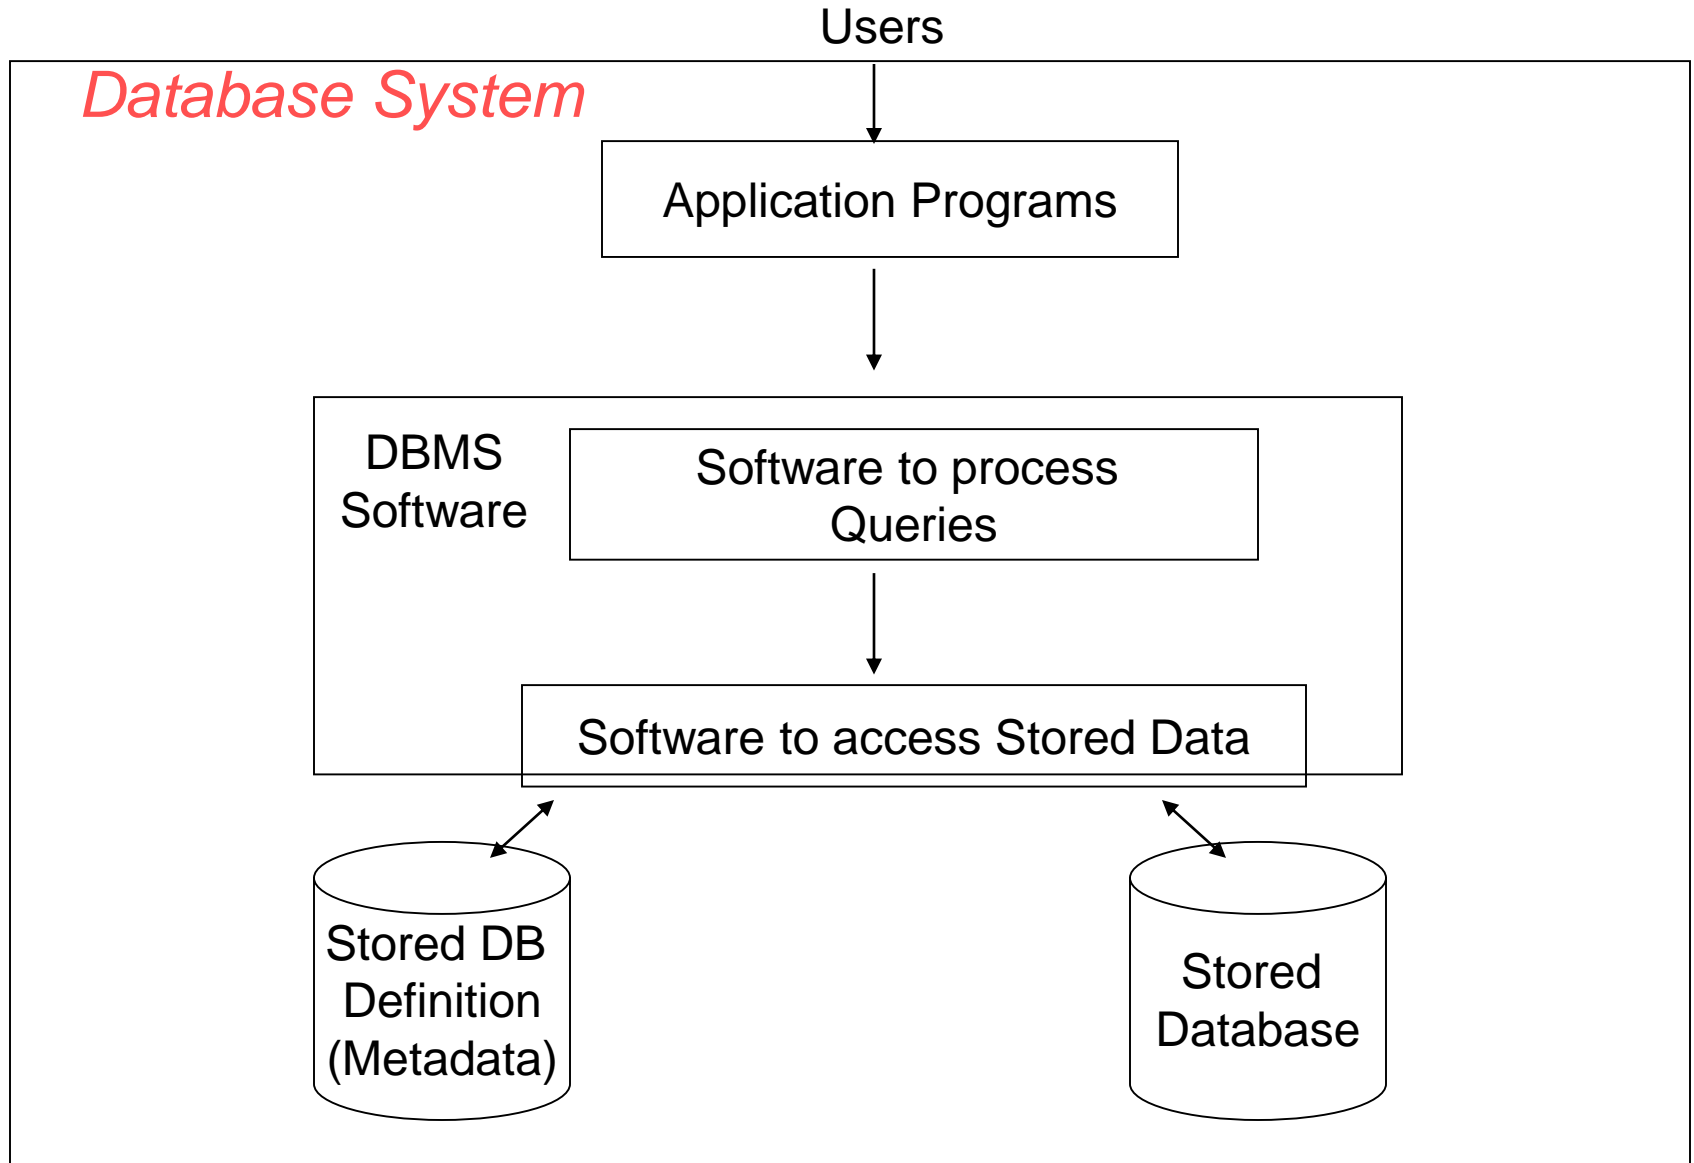 Users
Database System
Application Programs
DBMS
Software
Software to process
Queries
Software to access Stored Data
Stored DB
Definition
(Metadata)
Stored
Database